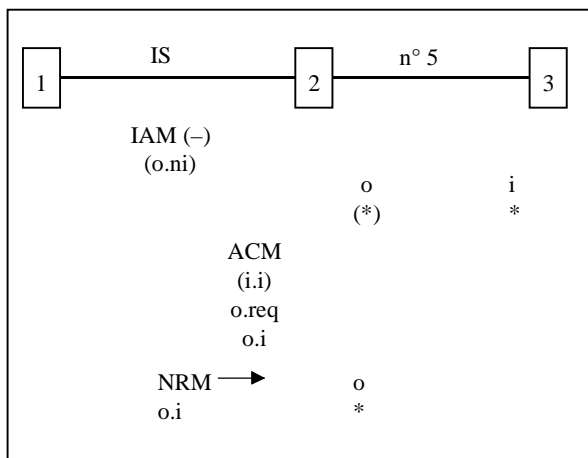 IS n° 5
1 2 3
IAM (–)
(o.ni)
o i
(*) *
ACM
(i.i)
o.req
o.i
NRM o
o.i *